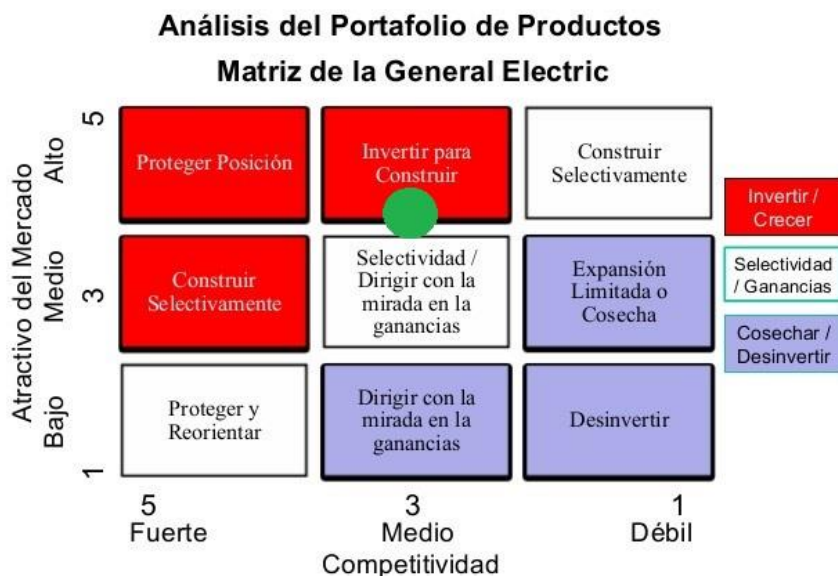 Análisis del Portafolio de Productos
Matriz de la General Electric
Atractivo del Mercado
5
Alto
Proteger Posición
Invertir para
Construir
Construir
Selectivamente
3
Medio
Construir
Selectivamente
Selectividad /
Dirigir con la
mirada en la
ganancias
Expansión
Limitada o
Cosecha
1
Bajo
Proteger y
Reorientar
Dirigir con la
mirada en la
ganancias
Desinvertir
Invertir /
Crecer
Selectividad
/ Ganancias
Cosechar /
Desinvertir
5
3
1
Fuerte
Medio
Débil
Competitividad